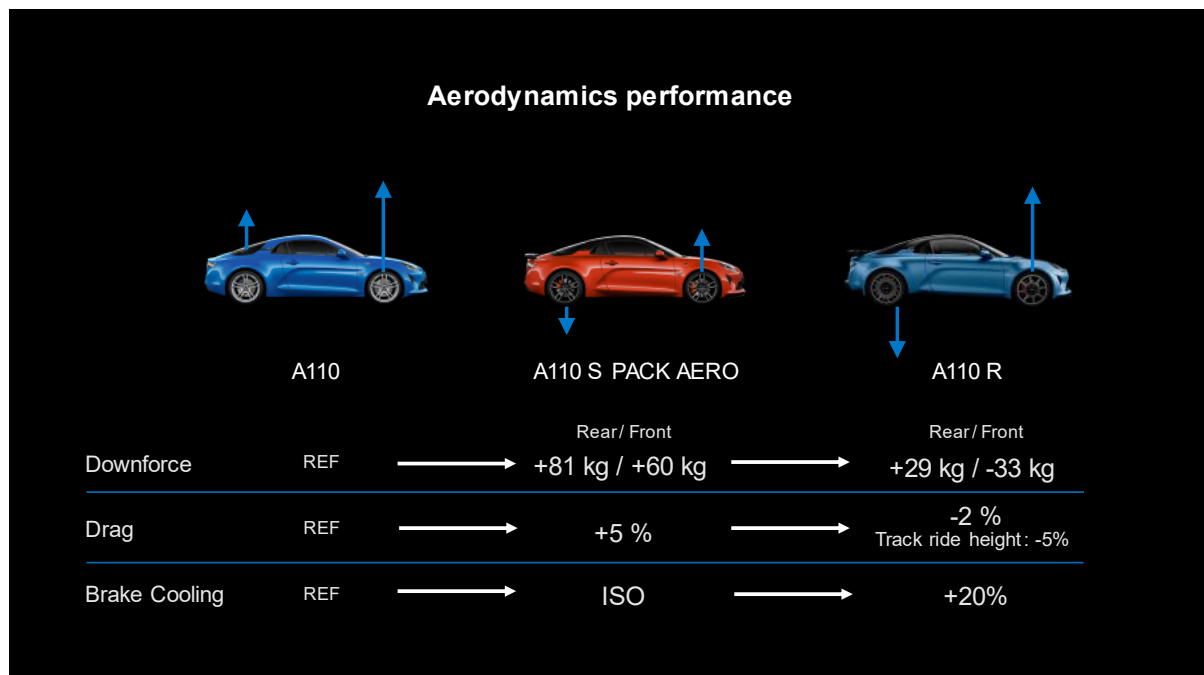 Aerodynamics performance
A110
A110 S PACK AERO
A110 R
Rear / Front
Rear / Front
Downforce
REF
+81 kg / +60 kg
+29 kg / -33 kg
Drag
REF
+5 %
-2 %
Track ride height: -5%
Brake Cooling
REF
ISO
+20%